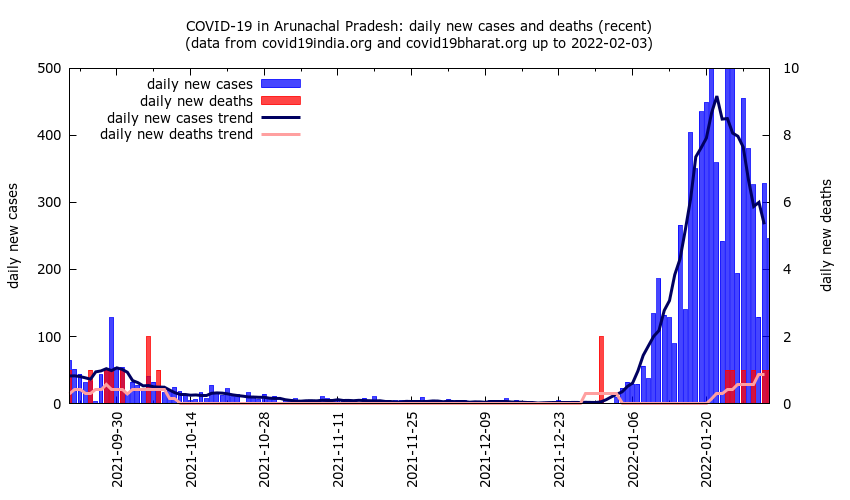 COVID-19 in Arunachal Pradesh: daily new cases and deaths (recent)
(data from covid19india.org and covid19bharat.org up to 2022-02-03)
daily new cases
daily new deaths
daily new cases trend
daily new deaths trend
daily new cases
500
400
300
200
100
0
10
8
6
4
2
0
daily new deaths
2021-09-30
2021-10-14
2021-10-28
2021-11-11
2021-11-25
2021-12-09
2021-12-23
2022-01-06
2022-01-20